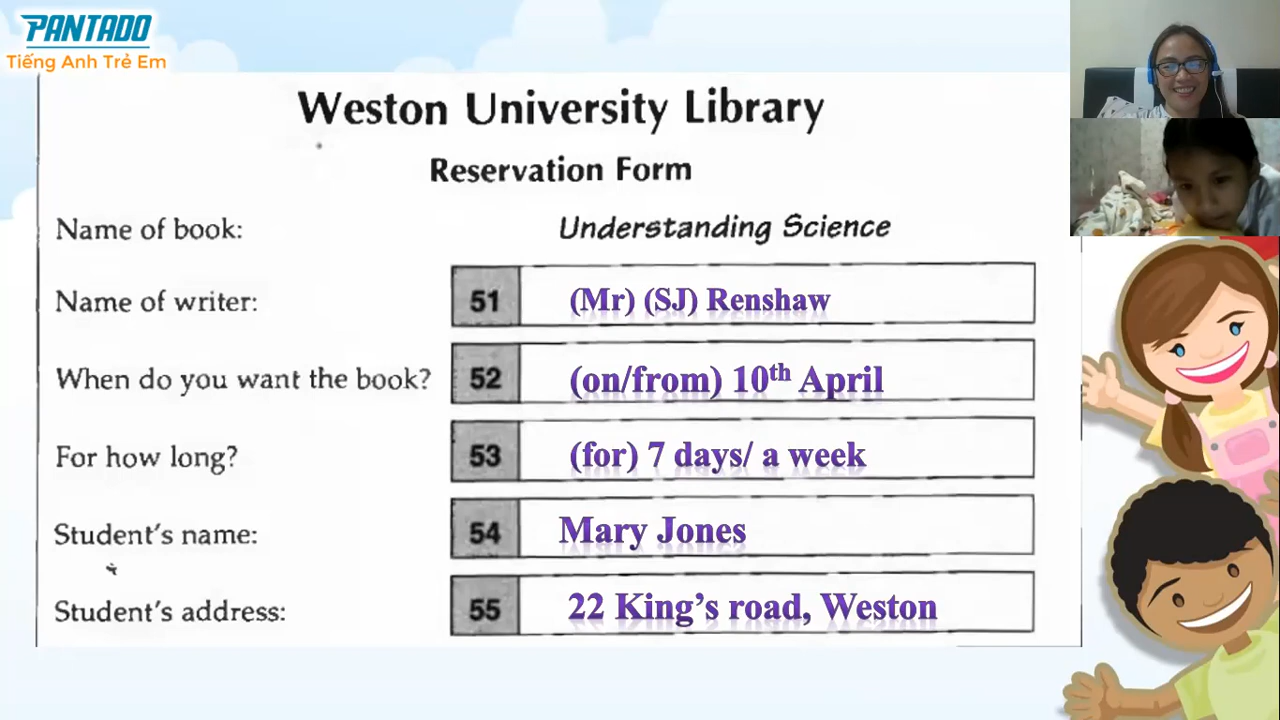 PANTADO
Tiếng Anh Trẻ Em
Weston University Library
Reservation Form
Name of book: Understanding Science
Name of writer: 51 (Mr) (SJ) Renshaw
When do you want the book? 52 (on/from) 10th April
For how long? 53 (for) 7 days/ a week
Student's name: 54 Mary Jones
Student's address: 55 22 King's road, Weston